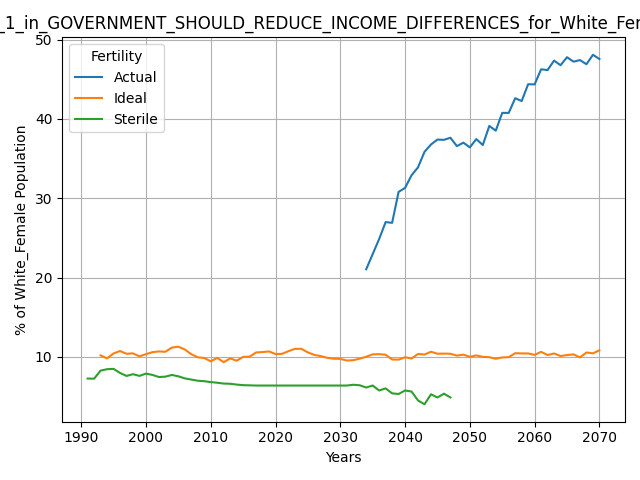 _1_in_GOVERNMENT_SHOULD_REDUCE_INCOME_DIFFERENCES_for_White_Fem
Fertility
Actual
Ideal
Sterile
% of White_Female Population
50
40
30
20
10
1990 2000 2010 2020 2030 2040 2050 2060 2070
Years